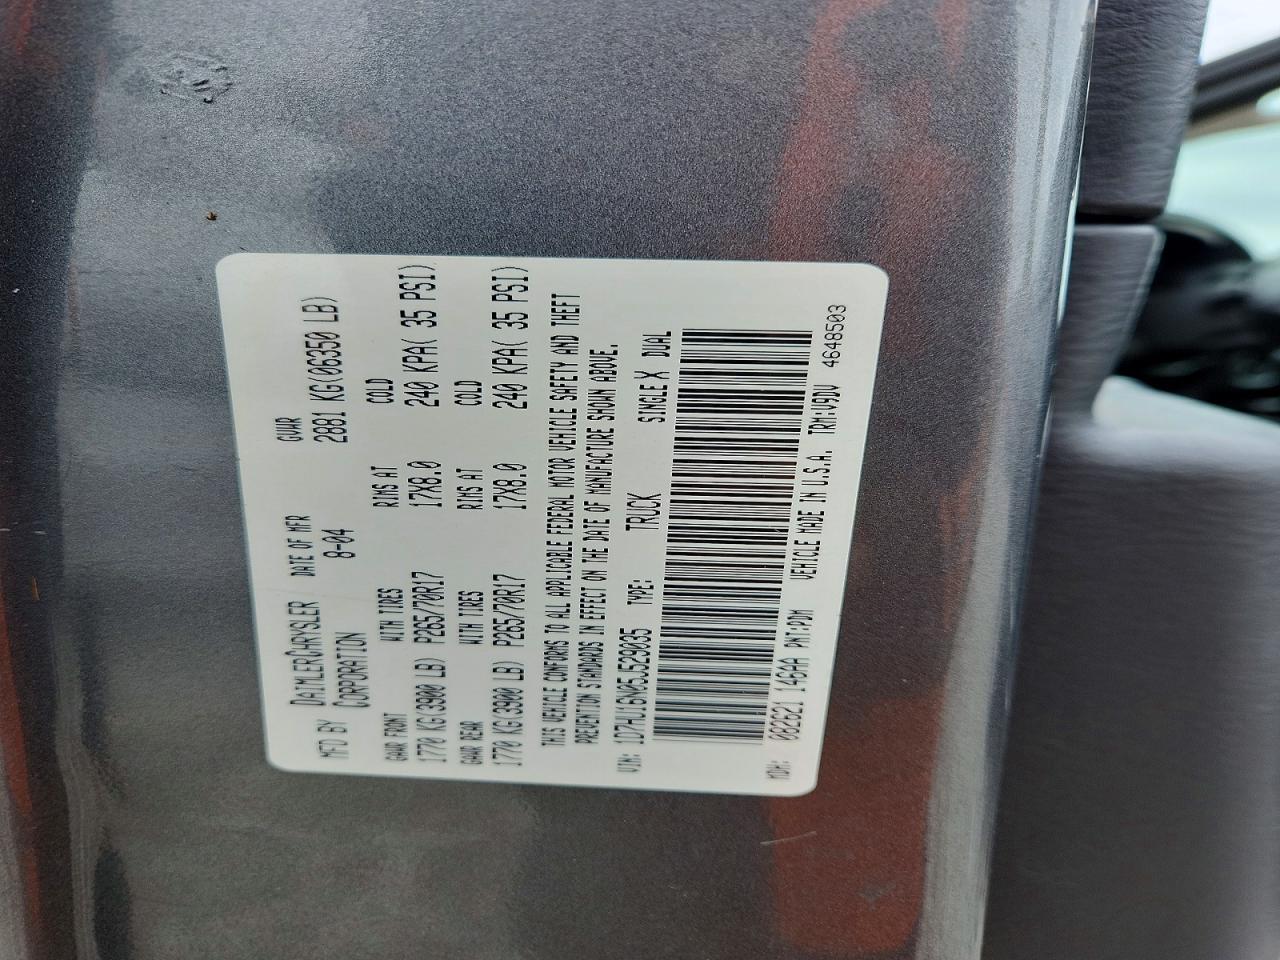 MFD BY DAIMLERCHRYSLER CORPORATION DATE OF MFR 8-04 GVWR 2881 KG(06350 LB)
GAWR FRONT WITH TIRES RIMS AT COLD
1770 KG(3900 LB) P265/70R17 17X8.0 240 KPA( 35 PSI)
GAWR REAR WITH TIRES RIMS AT COLD
1770 KG(3900 LB) P265/70R17 17X8.0 240 KPA( 35 PSI)
THIS VEHICLE CONFORMS TO ALL APPLICABLE FEDERAL MOTOR VEHICLE SAFETY AND THEFT
PREVENTION STANDARDS IN EFFECT ON THE DATE OF MANUFACTURE SHOWN ABOVE.
VIN: 1D7HU16N05J529035 TYPE: TRUCK SINGLE X DUAL
MDH: 082621 146AA PNT:PDM VEHICLE MADE IN U.S.A. TRM:V9DV 4648503